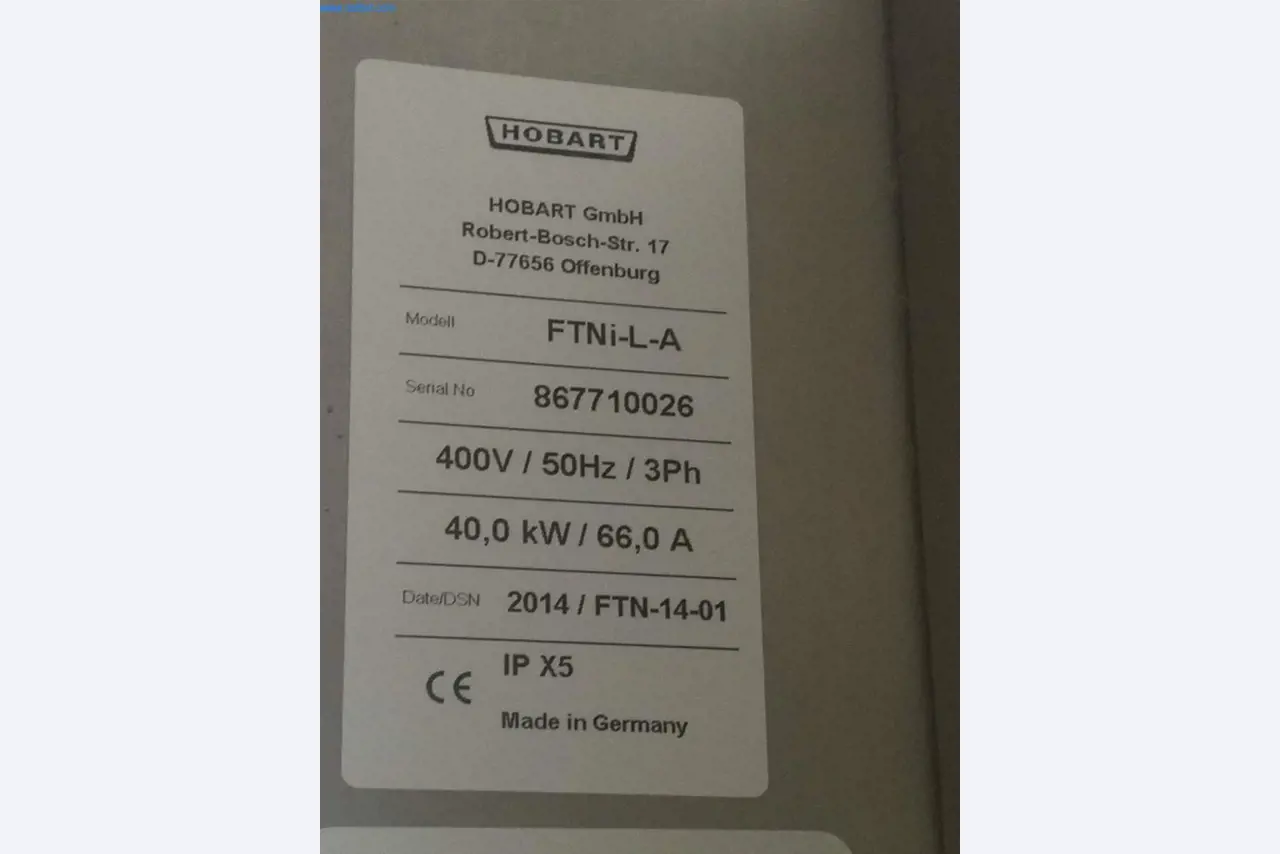 HOBART
HOBART GmbH
Robert-Bosch-Str. 17
D-77656 Offenburg
Modell FTNi-L-A
Serial No 867710026
400V / 50Hz / 3Ph
40,0 kW / 66,0 A
Date/DSN 2014 / FTN-14-01
CE IP X5
Made in Germany